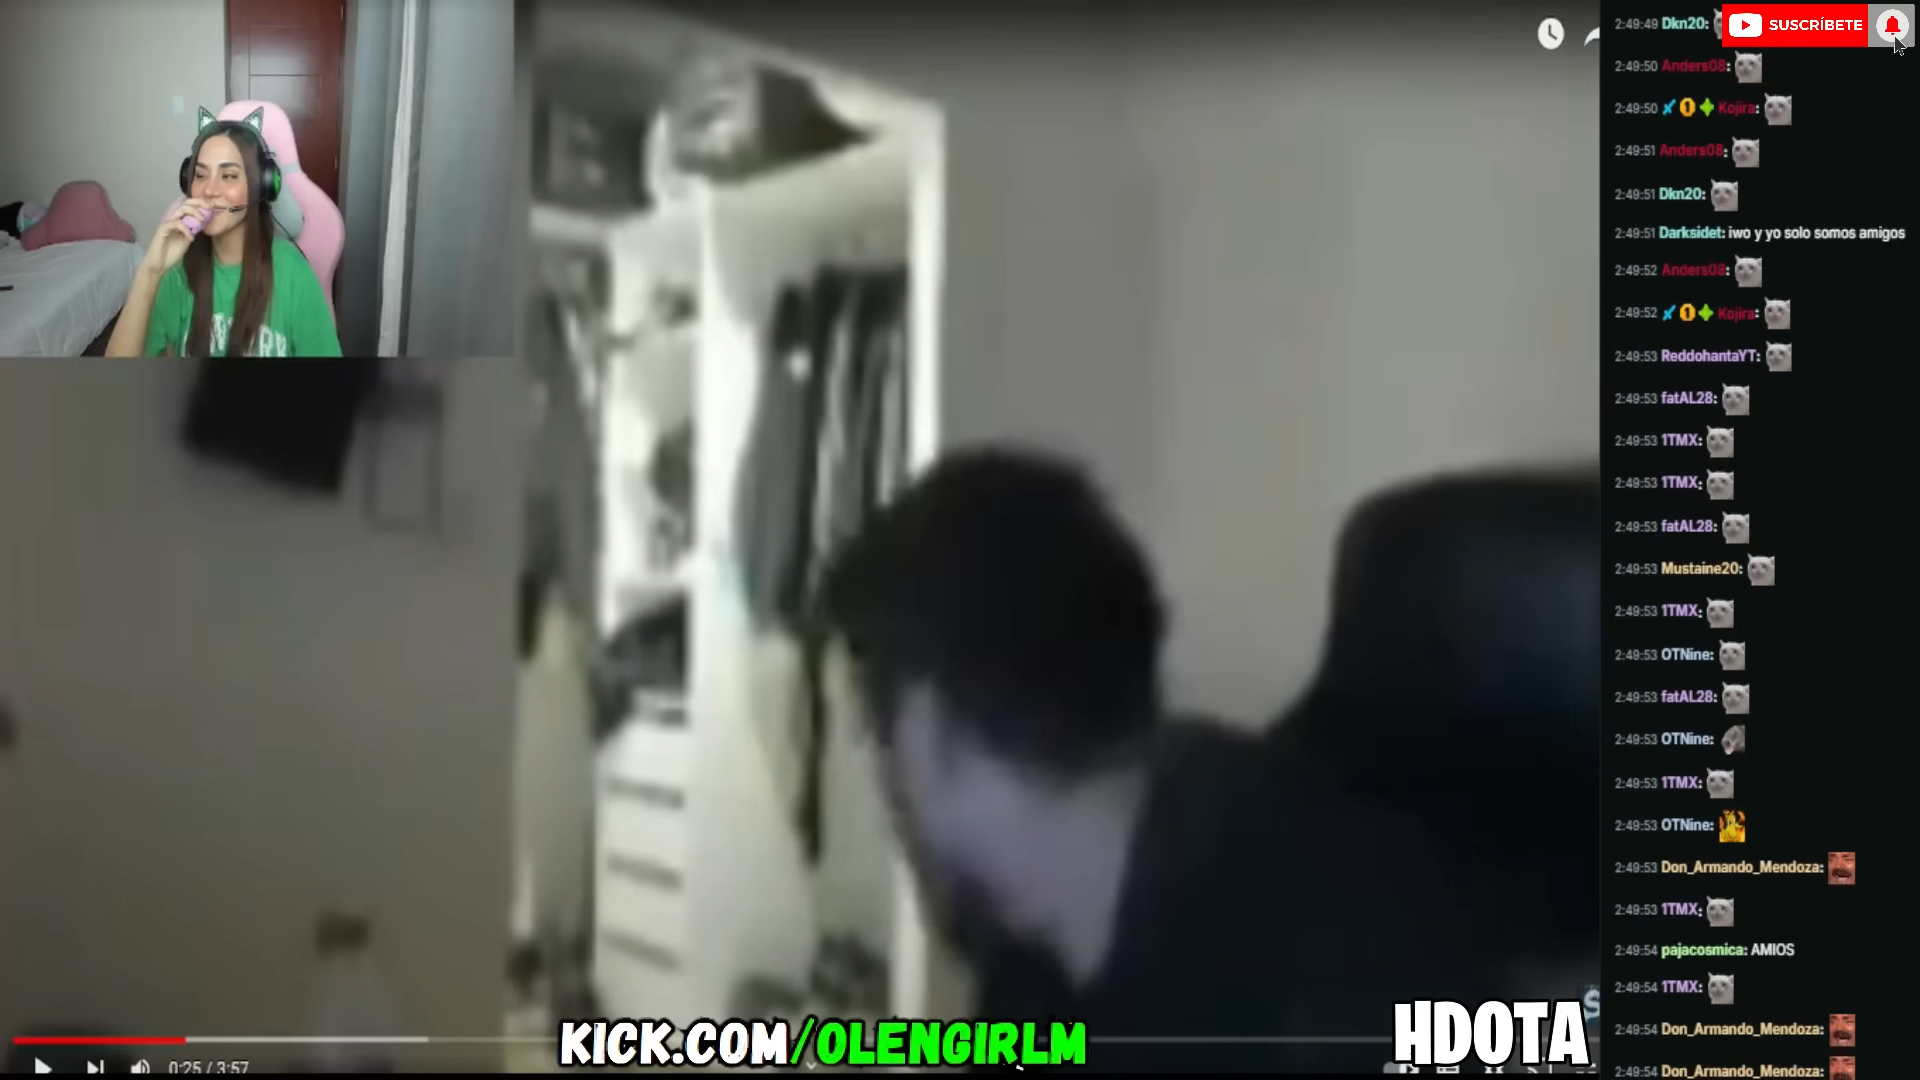 SUSCRÍBETE
2:49:49 Dkn20:
2:49:50 Anders08:
2:49:50 1 Kojira:
2:49:51 Anders08:
2:49:51 Dkn20:
2:49:51 Darksidet: iwo y yo solo somos amigos
2:49:52 Anders08:
2:49:52 1 Kojira:
2:49:53 ReddohantaYT:
2:49:53 fatAL28:
2:49:53 1TMX:
2:49:53 1TMX:
2:49:53 fatAL28:
2:49:53 Mustaine20:
2:49:53 1TMX:
2:49:53 OTNine:
2:49:53 fatAL28:
2:49:53 OTNine:
2:49:53 1TMX:
2:49:53 OTNine:
2:49:53 Don_Armando_Mendoza:
2:49:53 1TMX:
2:49:54 pajacosmica: AMIOS
2:49:54 1TMX:
2:49:54 Don_Armando_Mendoza:
2:49:54 Don_Armando_Mendoza:
KICK.COM/OLENGIRLM
HDOTA
0:25 / 3:57